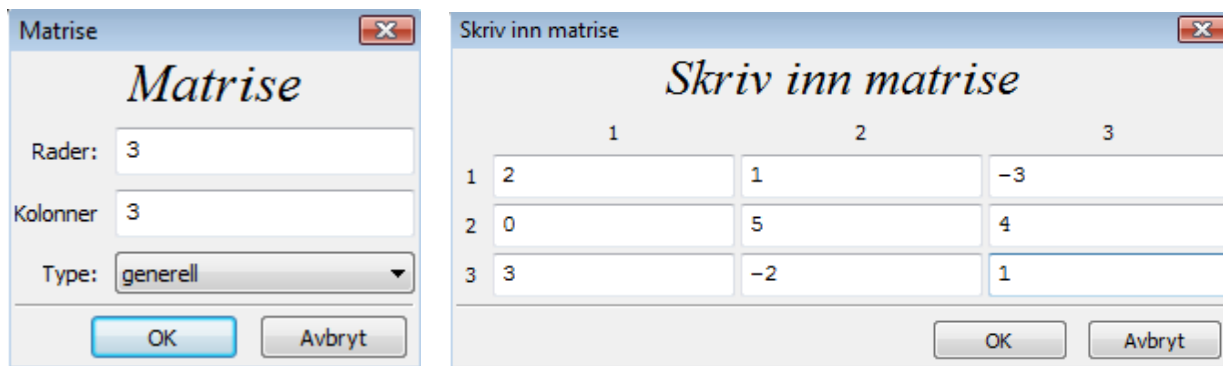 Matrise
Matrise
Rader: 3
Kolonner 3
Type: generell
OK Avbryt
Skriv inn matrise
Skriv inn matrise
1 2 3
1 2 1 -3
2 0 5 4
3 3 -2 1
OK Avbryt